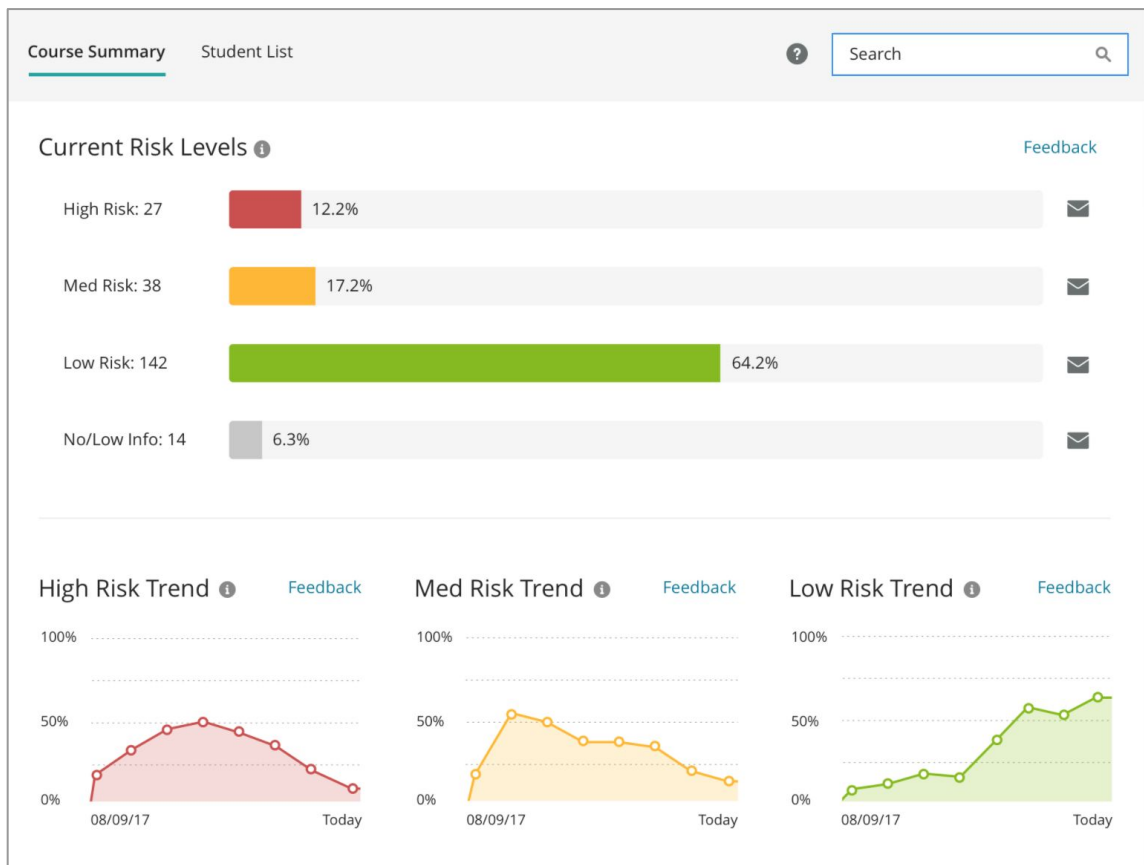 Course Summary Student List ? Search
Current Risk Levels i Feedback
High Risk: 27 12.2%
Med Risk: 38 17.2%
Low Risk: 142 64.2%
No/Low Info: 14 6.3%
High Risk Trend i Feedback
100%
50%
0%
08/09/17 Today
Med Risk Trend i Feedback
100%
50%
0%
08/09/17 Today
Low Risk Trend i Feedback
100%
50%
0%
08/09/17 Today